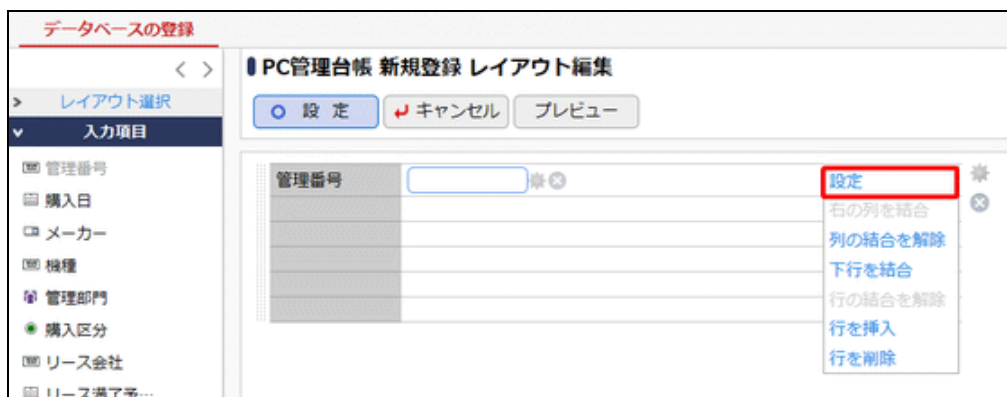 データベースの登録
レイアウト選択
入力項目
管理番号
購入日
メーカー
機種
管理部門
購入区分
リース会社
リース満了予…
PC管理台帳 新規登録 レイアウト編集
設 定
キャンセル
プレビュー
管理番号
設定
右の列を結合
列の結合を解除
下行を結合
行の結合を解除
行を挿入
行を削除